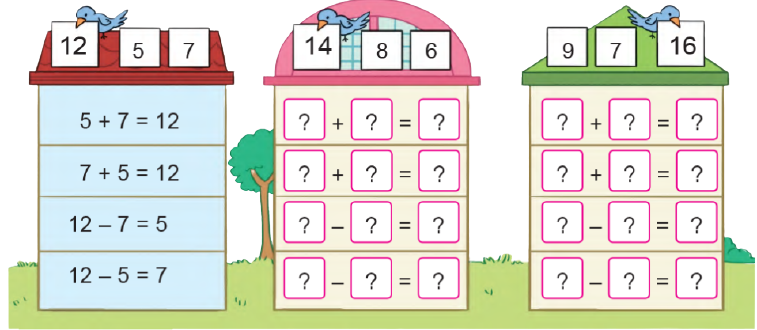 12 5 7
5 + 7 = 12
7 + 5 = 12
12 – 7 = 5
12 – 5 = 7
14 8 6
? + ? = ?
? + ? = ?
? – ? = ?
? – ? = ?
9 7 16
? + ? = ?
? + ? = ?
? – ? = ?
? – ? = ?